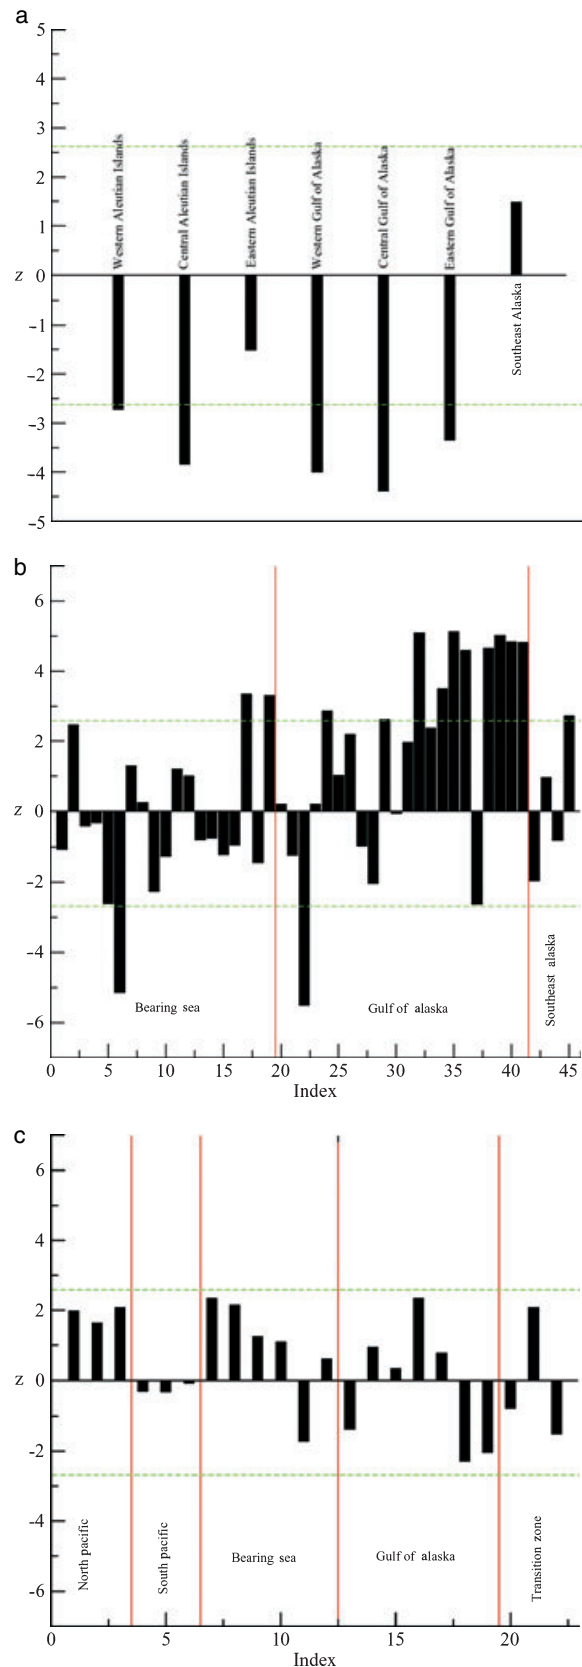 a
5
4
3
2
1
z 0
-1
-2
-3
-4
-5
Western Aleutian Islands
Central Aleutian Islands
Eastern Aleutian Islands
Western Gulf of Alaska
Central Gulf of Alaska
Eastern Gulf of Alaska
Southeast Alaska
b
6
4
2
z 0
-2
-4
-6
Bearing sea
Gulf of alaska
Southeast alaska
0 5 10 15 20 25 30 35 40 45
Index
c
6
4
2
z 0
-2
-4
-6
North pacific
South pacific
Bearing sea
Gulf of alaska
Transition zone
0 5 10 15 20
Index